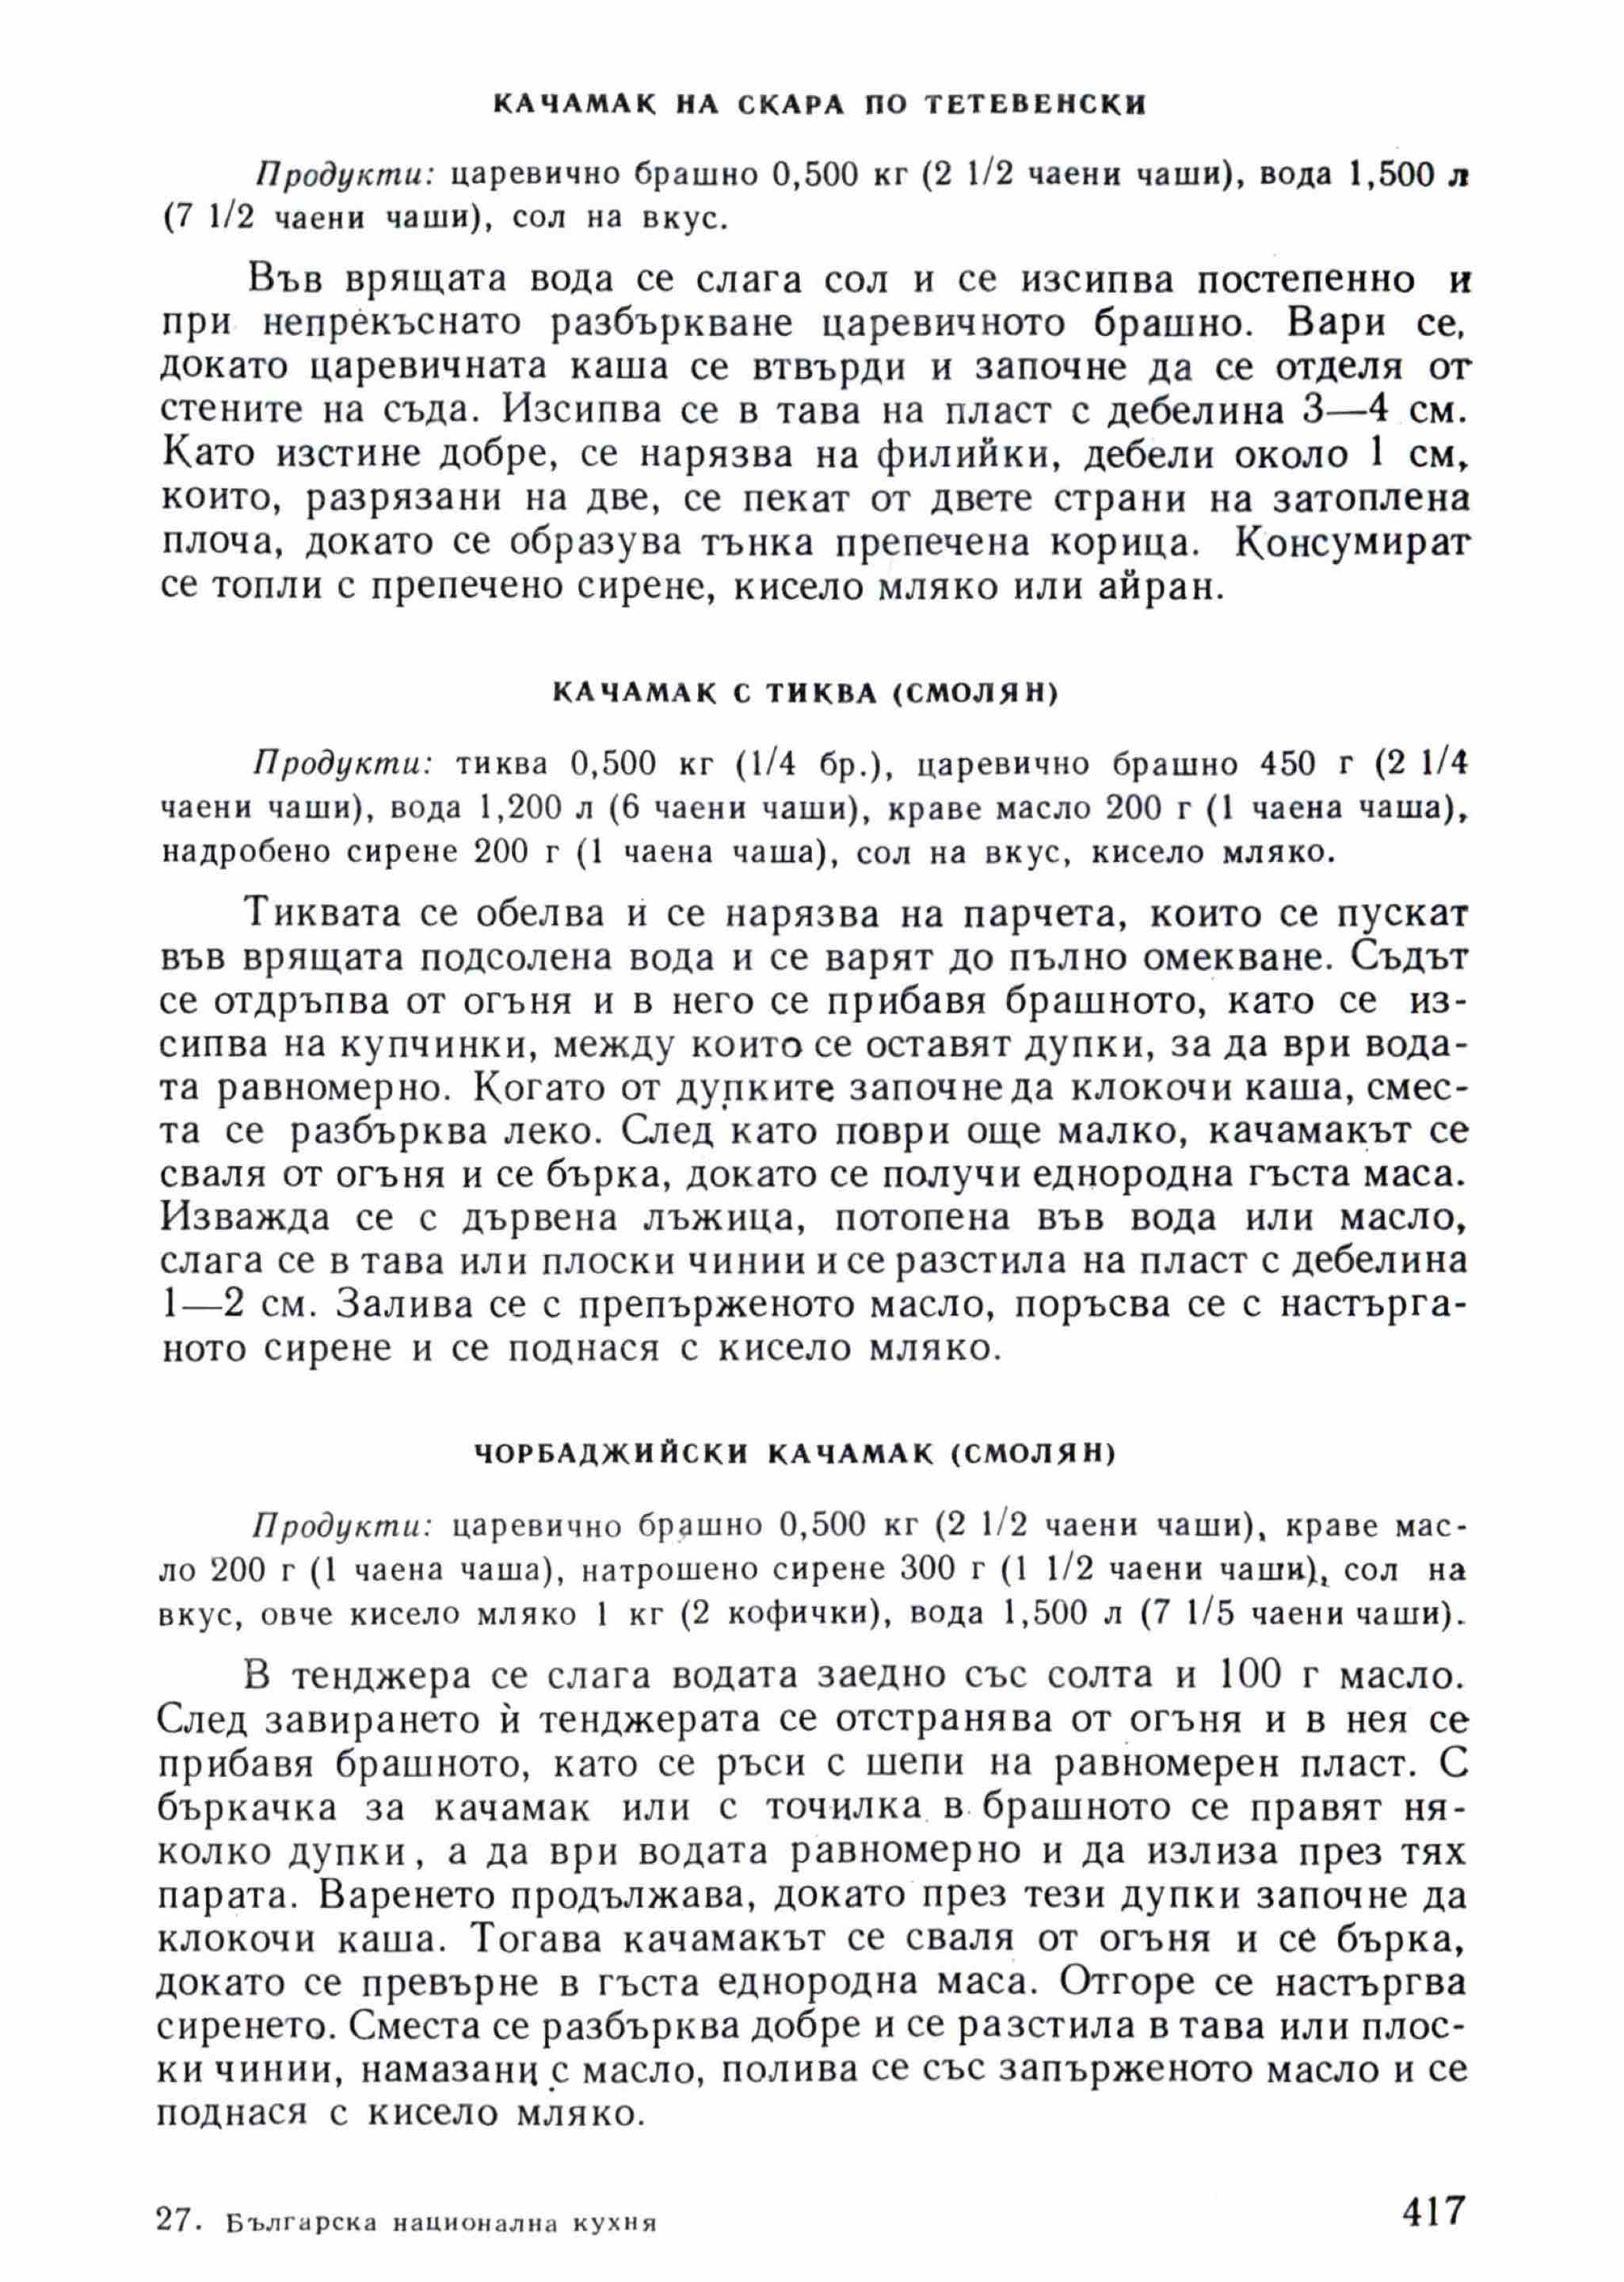 КАЧАМАК НА СКАРА ПО ТЕТЕВЕНСКИ
Продукти: царевично брашно 0,500 кг (2 1/2 чаени чаши), вода 1,500 л
(7 1/2 чаени чаши), сол на вкус.
Във врящата вода се слага сол и се изсипва постепенно и
при непрекъснато разбъркване царевичното брашно. Вари се,
докато царевичната каша се втвърди и започне да се отделя от
стените на съда. Изсипва се в тава на пласт с дебелина 3—4 см.
Като изстине добре, се нарязва на филийки, дебели около 1 см,
които, разрязани на две, се пекат от двете страни на затоплена
плоча, докато се образува тънка препечена корица. Консумират
се топли с препечено сирене, кисело мляко или айран.
КАЧАМАК С ТИКВА (СМОЛЯН)
Продукти: тиква 0,500 кг (1/4 бр.), царевично брашно 450 г (2 1/4
чаени чаши), вода 1,200 л (6 чаени чаши), краве масло 200 г (1 чаена чаша),
надробено сирене 200 г (1 чаена чаша), сол на вкус, кисело мляко.
Тиквата се обелва и се нарязва на парчета, които се пускат
във врящата подсолена вода и се варят до пълно омекване. Съдът
се отдръпва от огъня и в него се прибавя брашното, като се из-
сипва на купчинки, между които се оставят дупки, за да ври вода-
та равномерно. Когато от дупките започне да клокочи каша, смес-
та се разбърква леко. След като поври още малко, качамакът се
сваля от огъня и се бърка, докато се получи еднородна гъста маса.
Изважда се с дървена лъжица, потопена във вода или масло,
слага се в тава или плоски чинии и се разстила на пласт с дебелина
1—2 см. Залива се с препърженото масло, поръсва се с настърга-
ното сирене и се поднася с кисело мляко.
ЧОРБАДЖИЙСКИ КАЧАМАК (СМОЛЯН)
Продукти: царевично брашно 0,500 кг (2 1/2 чаени чаши), краве мас-
ло 200 г (1 чаена чаша), натрошено сирене 300 г (1 1/2 чаени чаши), сол на
вкус, овче кисело мляко 1 кг (2 кофички), вода 1,500 л (7 1/5 чаени чаши).
В тенджера се слага водата заедно със солта и 100 г масло.
След завирането ѝ тенджерата се отстранява от огъня и в нея се
прибавя брашното, като се ръси с шепи на равномерен пласт. С
бъркачка за качамак или с точилка в брашното се правят ня-
колко дупки, а да ври водата равномерно и да излиза през тях
парата. Варенето продължава, докато през тези дупки започне да
клокочи каша. Тогава качамакът се сваля от огъня и се бърка,
докато се превърне в гъста еднородна маса. Отгоре се настъргва
сиренето. Сместа се разбърква добре и се разстила в тава или плос-
ки чинии, намазани с масло, полива се със запърженото масло и се
поднася с кисело мляко.
27. Българска национална кухня 417